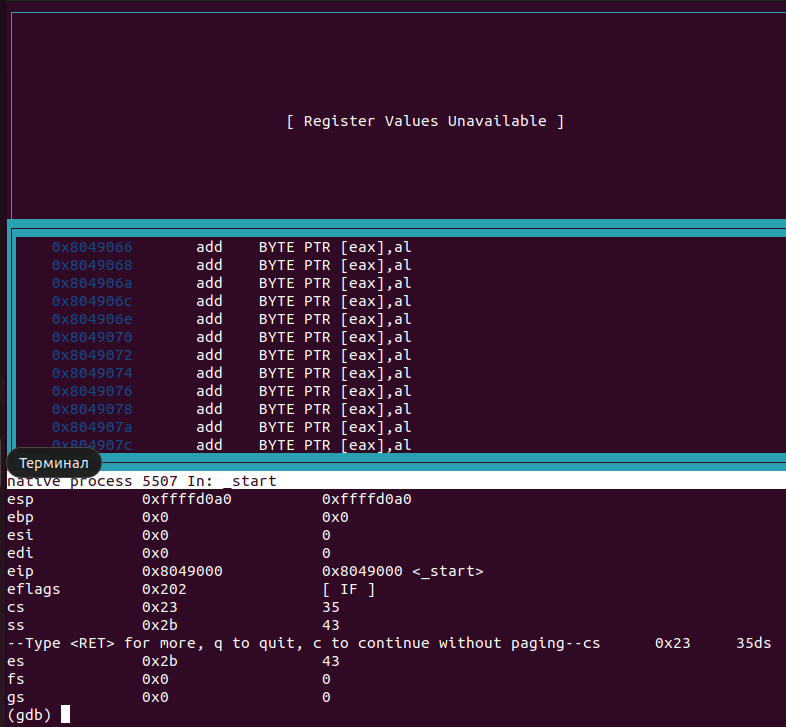 [ Register Values Unavailable ]
0x8049066 add BYTE PTR [eax],al
0x8049068 add BYTE PTR [eax],al
0x804906a add BYTE PTR [eax],al
0x804906c add BYTE PTR [eax],al
0x804906e add BYTE PTR [eax],al
0x8049070 add BYTE PTR [eax],al
0x8049072 add BYTE PTR [eax],al
0x8049074 add BYTE PTR [eax],al
0x8049076 add BYTE PTR [eax],al
0x8049078 add BYTE PTR [eax],al
0x804907a add BYTE PTR [eax],al
0x804907c add BYTE PTR [eax],al
Терминал
native process 5507 In: _start
esp 0xffffd0a0 0xffffd0a0
ebp 0x0 0x0
esi 0x0 0
edi 0x0 0
eip 0x8049000 0x8049000 <_start>
eflags 0x202 [ IF ]
cs 0x23 35
ss 0x2b 43
--Type <RET> for more, q to quit, c to continue without paging--cs 0x23 35ds
es 0x2b 43
fs 0x0 0
gs 0x0 0
(gdb)